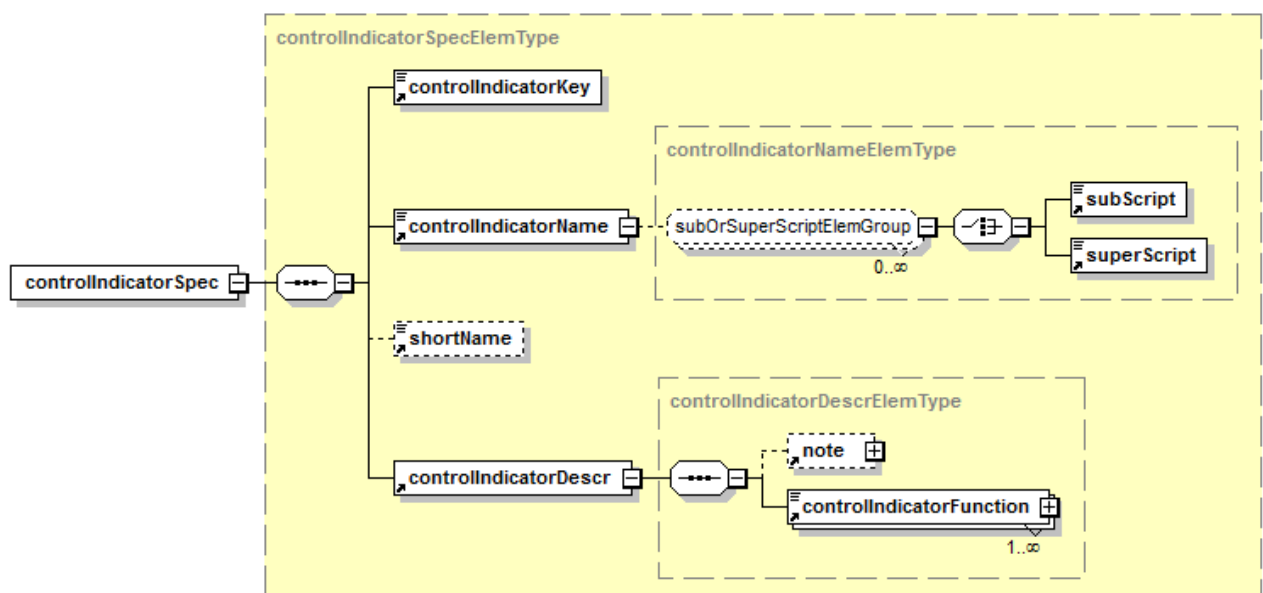 controlIndicatorSpecElemType
controlIndicatorKey
controlIndicatorNameElemType
subScript
controlIndicatorName
subOrSuperScriptElemGroup
superScript
0..∞
controlIndicatorSpec
shortName
controlIndicatorDescrElemType
note
controlIndicatorDescr
controlIndicatorFunction
1..∞